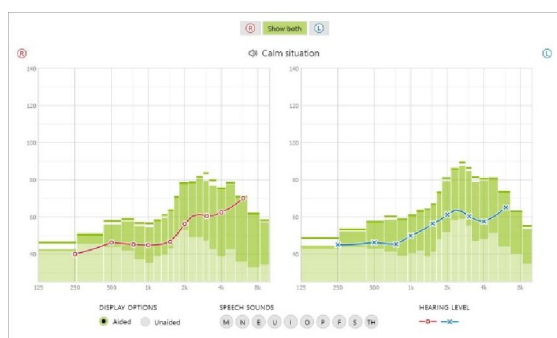 R Show both L
R Calm situation L
140 140
120 120
100 100
80 80
60 60
40 40
125 250 500 1k 2k 4k 8k 125 250 500 1k 2k 4k 8k
DISPLAY OPTIONS SPEECH SOUNDS HEARING LEVEL
Aided Unaided M N E U I O P F S TH